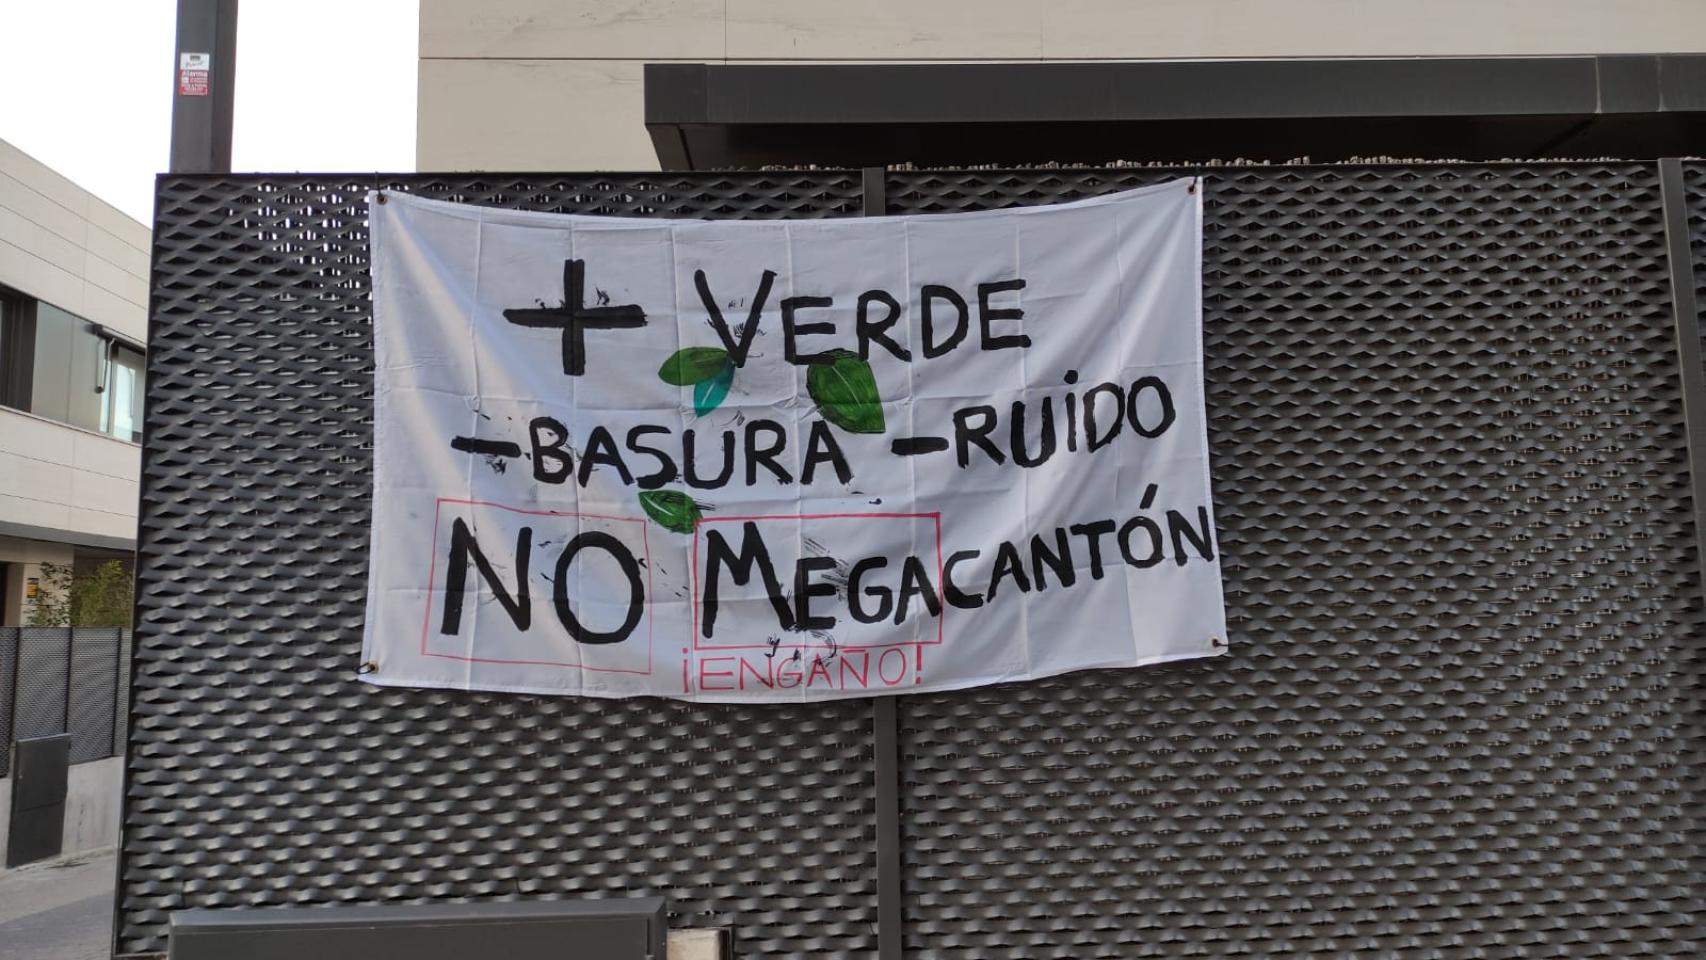 + VERDE
-BASURA -RUIDO
NO MEGACANTÓN
¡ENGAÑO!